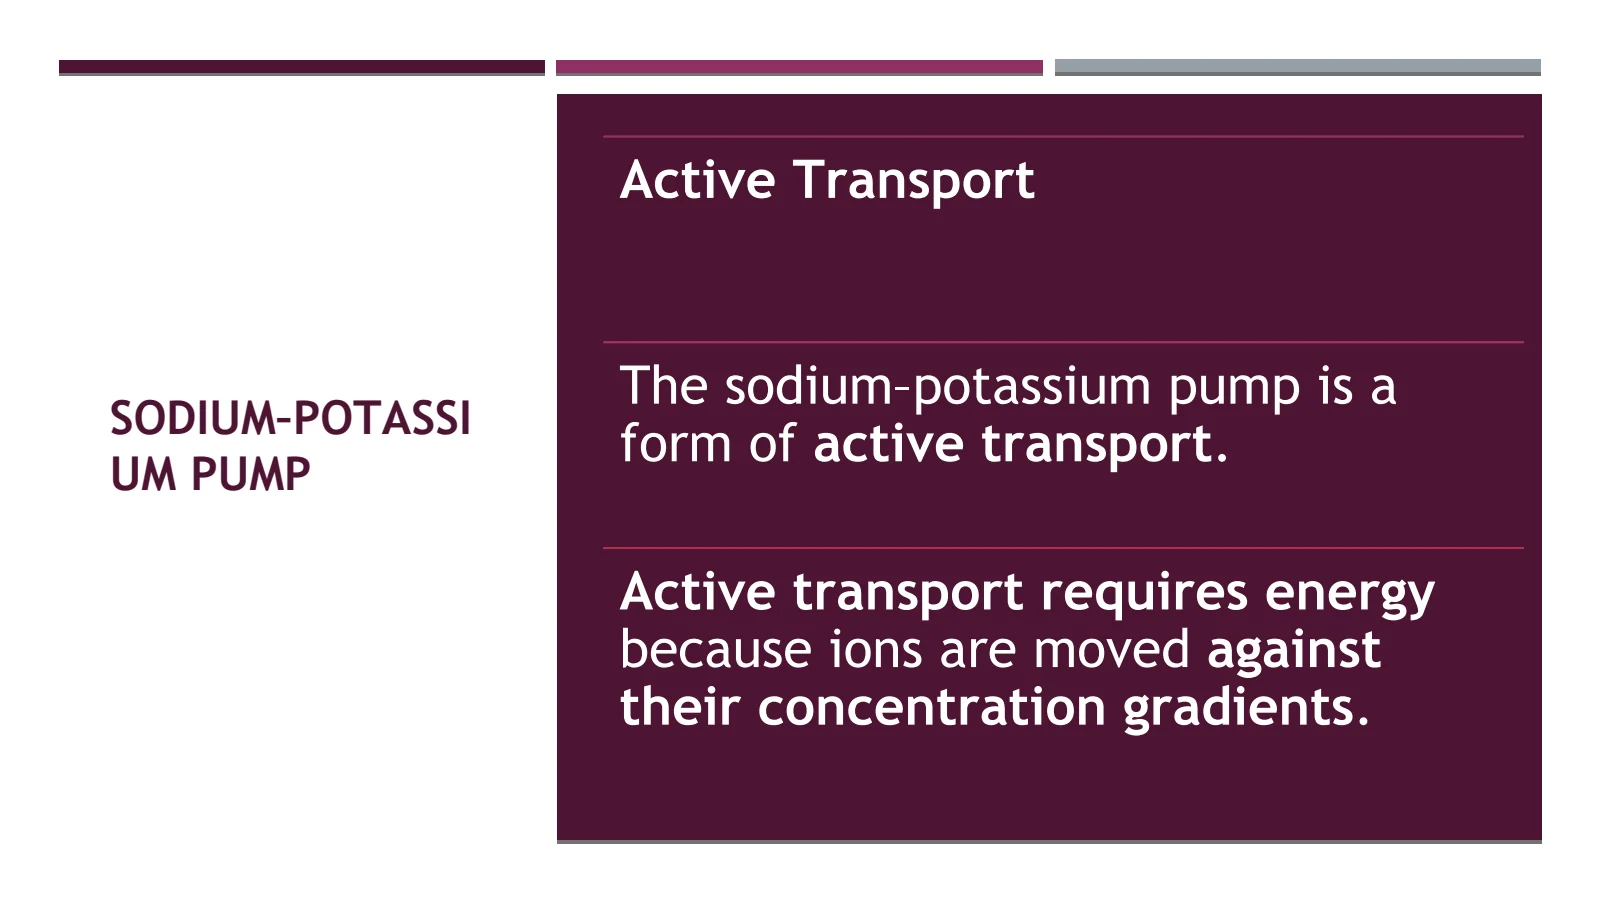 SODIUM–POTASSI
UM PUMP
Active Transport
The sodium–potassium pump is a
form of active transport.
Active transport requires energy
because ions are moved against
their concentration gradients.